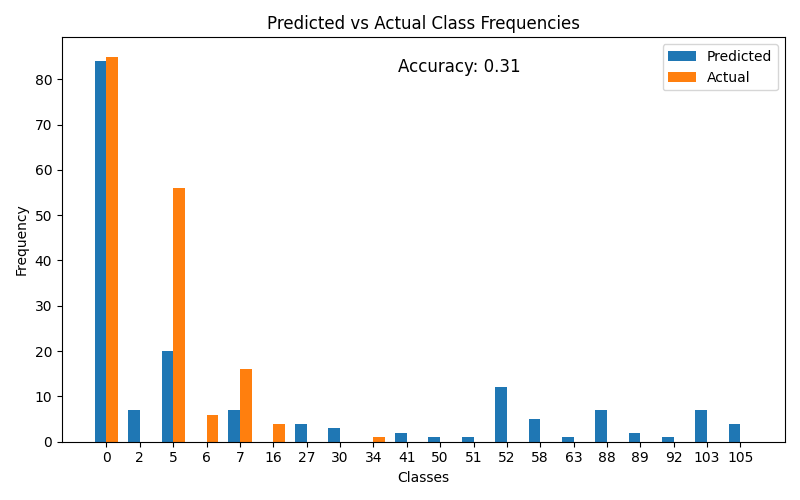 Predicted vs Actual Class Frequencies
Accuracy: 0.31
Predicted
Actual
Frequency
80
70
60
50
40
30
20
10
0
0 2 5 6 7 16 27 30 34 41 50 51 52 58 63 88 89 92 103 105
Classes